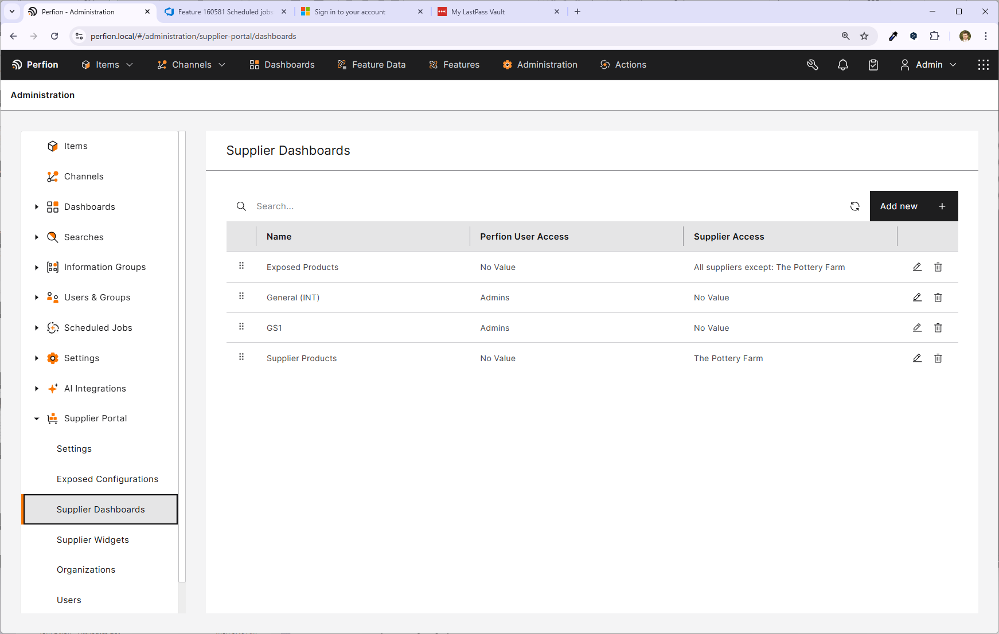 Perfion - Administration
Feature 160581 Scheduled jobs
Sign in to your account
My LastPass Vault
perfion.local/#/administration/supplier-portal/dashboards
Perfion
Items
Channels
Dashboards
Feature Data
Features
Administration
Actions
Admin
Administration
Items
Channels
Dashboards
Searches
Information Groups
Users & Groups
Scheduled Jobs
Settings
AI Integrations
Supplier Portal
Settings
Exposed Configurations
Supplier Dashboards
Supplier Widgets
Organizations
Users
Supplier Dashboards
Search...
Add new +
Name Perfion User Access Supplier Access
Exposed Products No Value All suppliers except: The Pottery Farm
General (INT) Admins No Value
GS1 Admins No Value
Supplier Products No Value The Pottery Farm